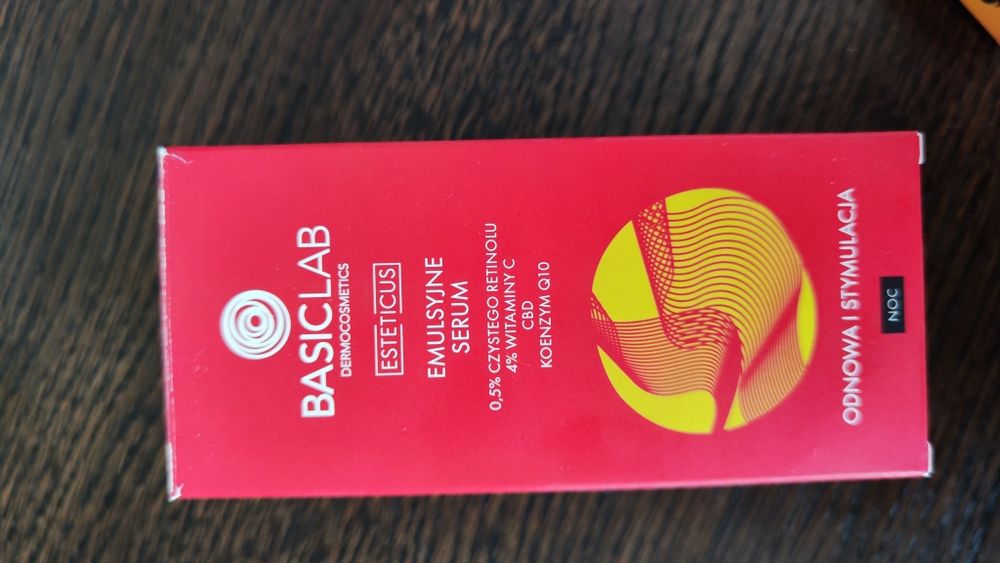 BASICLAB
DERMOCOSMETICS
ESTETICUS
EMULSYJNE
SERUM
0,5% CZYSTEGO RETINOLU
4% WITAMINY C
CBD
KOENZYM Q10
ODNOWA I STYMULACJA
NOC